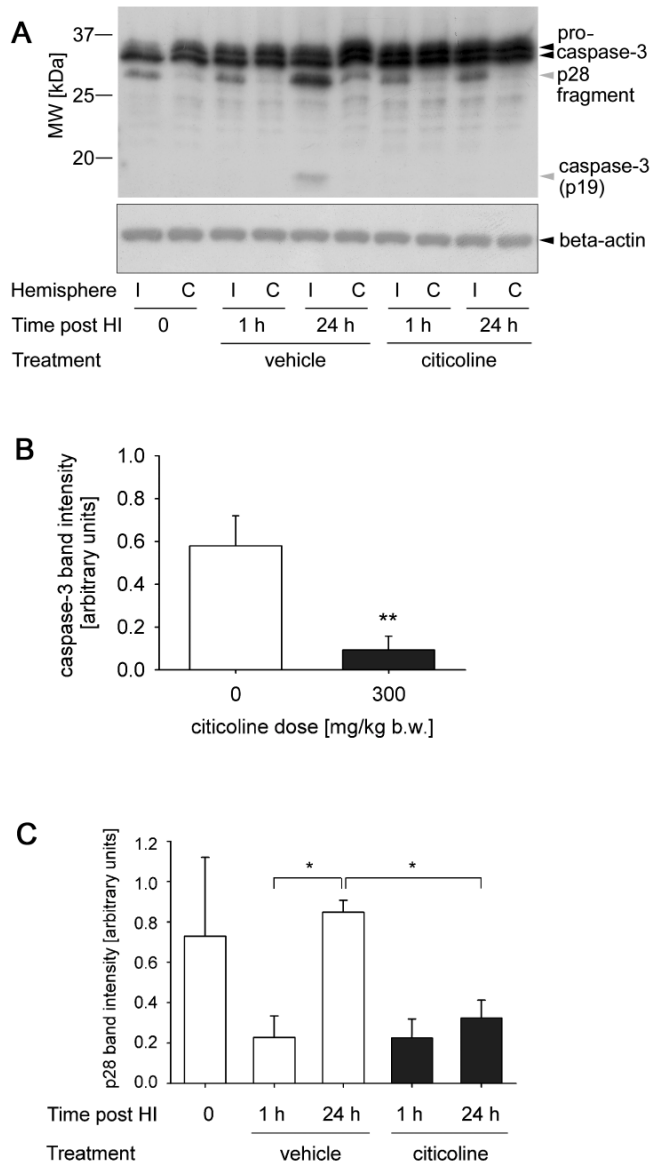 A
37
25
20
MW [kDa]
pro-
caspase-3
p28
fragment
caspase-3
(p19)
beta-actin
Hemisphere I C I C I C I C I C
Time post HI 0 1 h 24 h 1 h 24 h
Treatment vehicle citicoline
B
caspase-3 band intensity
[arbitrary units]
1.0
0.8
0.6
0.4
0.2
0.0
**
0 300
citicoline dose [mg/kg b.w.]
C
p28 band intensity [arbitrary units]
1.2
1.0
0.8
0.6
0.4
0.2
0.0
* *
Time post HI 0 1 h 24 h 1 h 24 h
Treatment vehicle citicoline